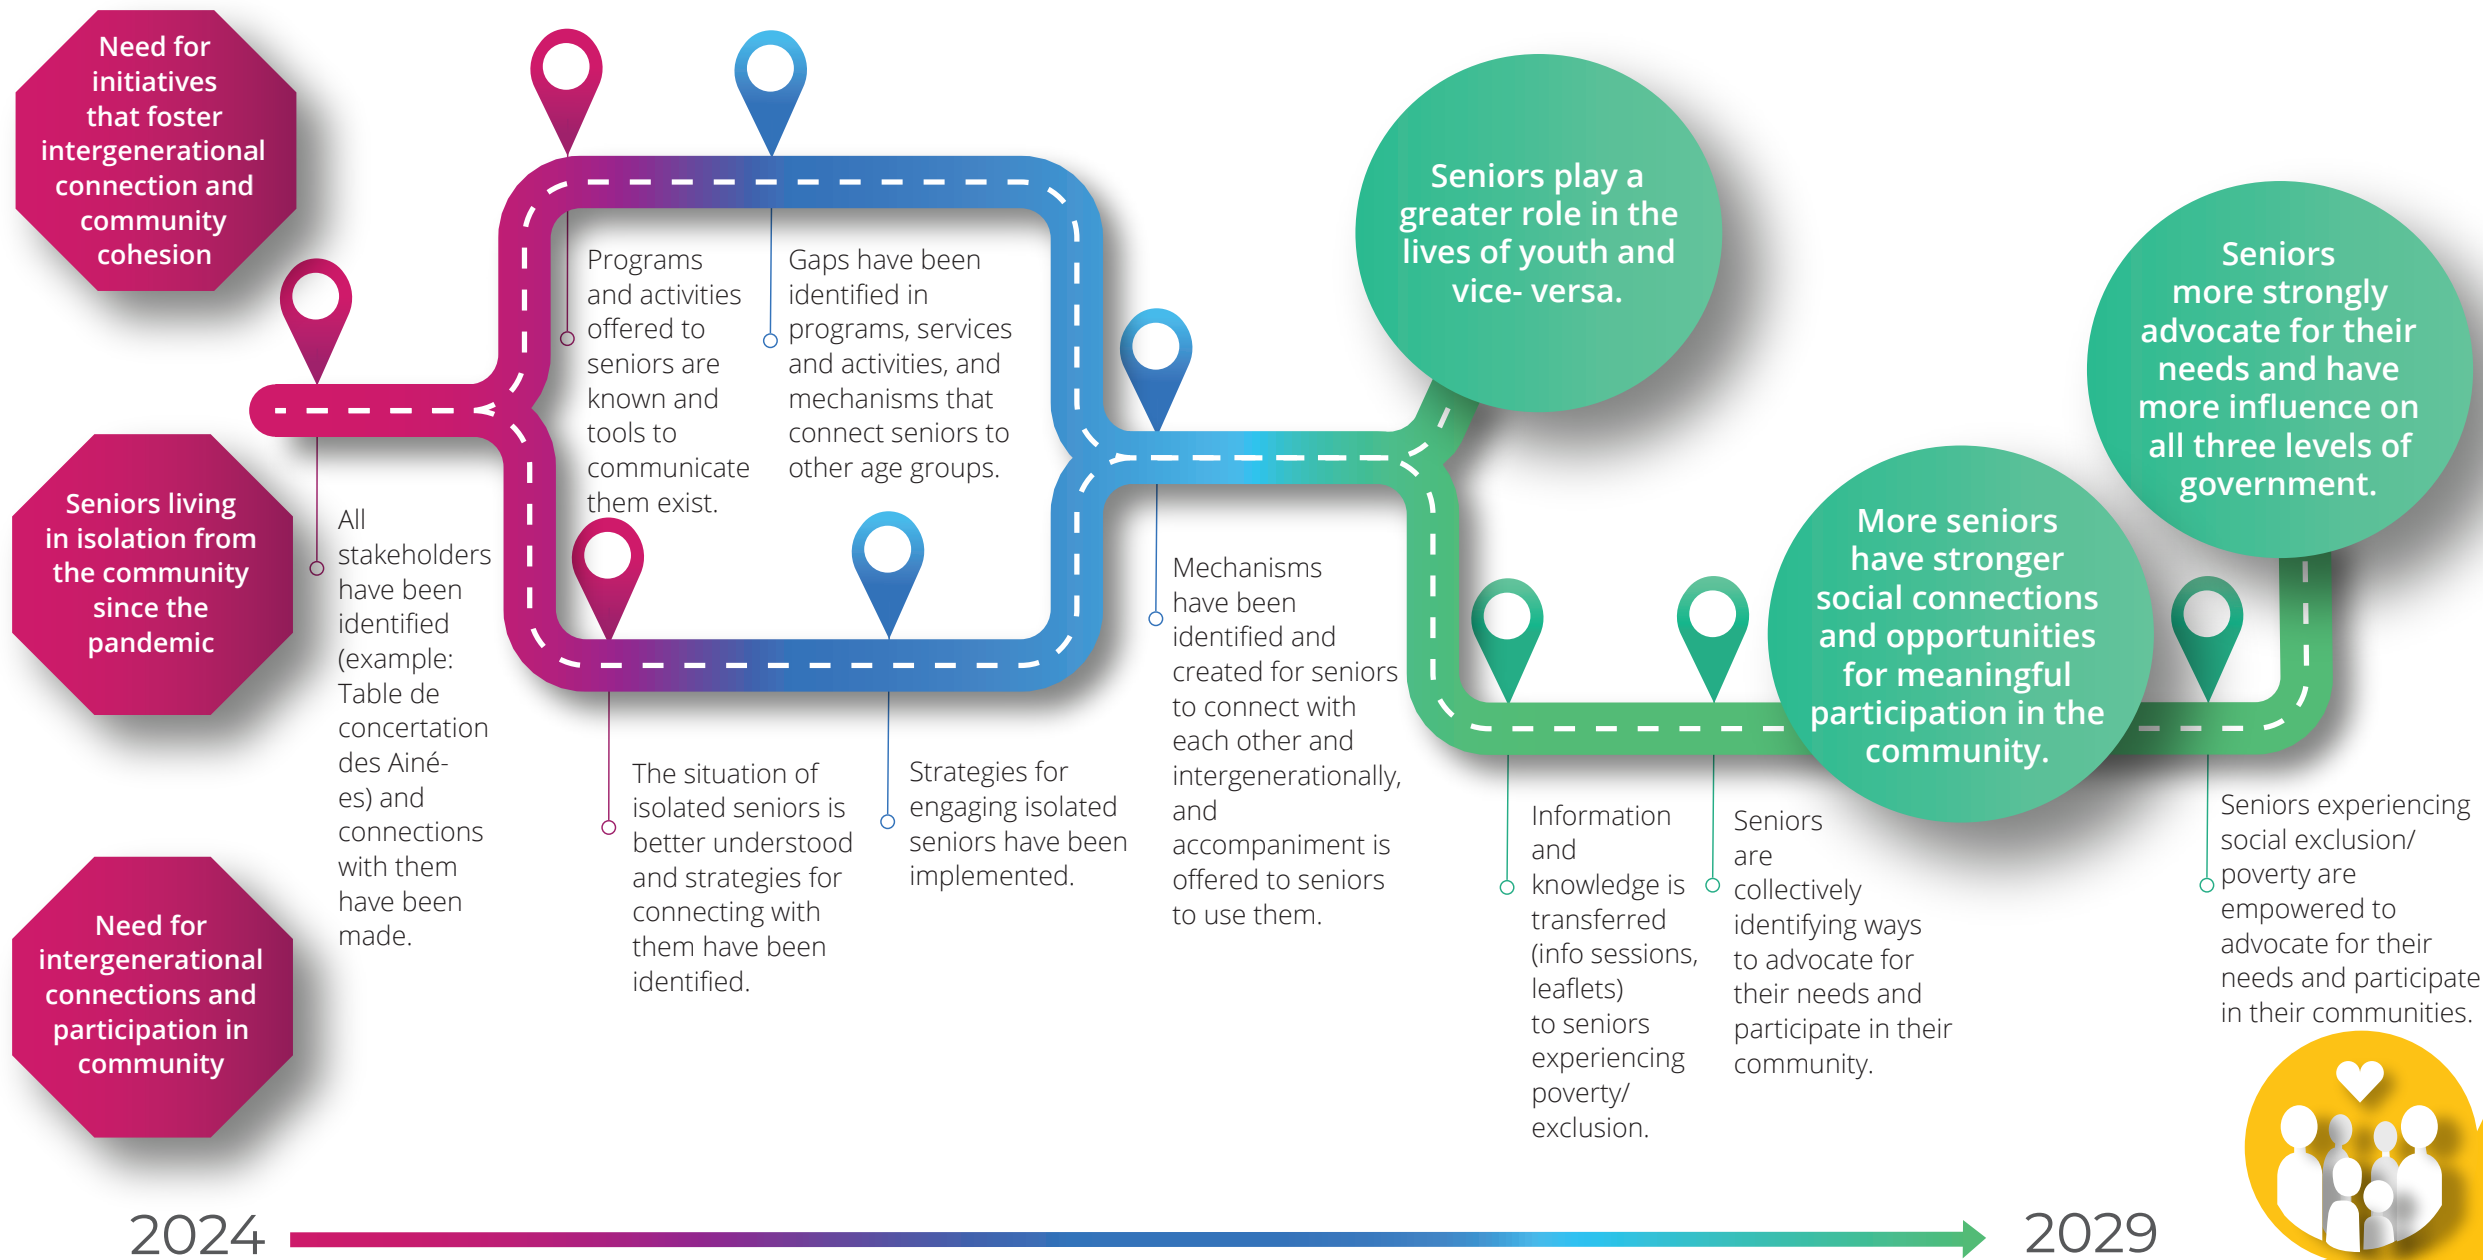 Need for
initiatives
that foster
intergenerational
connection and
community
cohesion
Seniors living
in isolation from
the community
since the
pandemic
Need for
intergenerational
connections and
participation in
community
All
stakeholders
have been
identified
(example:
Table de
concertation
des Ainé-
es) and
connections
with them
have been
made.
Programs
and activities
offered to
seniors are
known and
tools to
communicate
them exist.
Gaps have been
identified in
programs, services
and activities, and
mechanisms that
connect seniors to
other age groups.
The situation of
isolated seniors is
better understood
and strategies for
connecting with
them have been
identified.
Strategies for
engaging isolated
seniors have been
implemented.
Mechanisms
have been
identified and
created for seniors
to connect with
each other and
intergenerationally,
and
accompaniment is
offered to seniors
to use them.
Seniors play a
greater role in the
lives of youth and
vice- versa.
Information
and
knowledge is
transferred
(info sessions,
leaflets)
to seniors
experiencing
poverty/
exclusion.
Seniors
are
collectively
identifying ways
to advocate for
their needs and
participate in their
community.
More seniors
have stronger
social connections
and opportunities
for meaningful
participation in the
community.
Seniors
more strongly
advocate for their
needs and have
more influence on
all three levels of
government.
Seniors experiencing
social exclusion/
poverty are
empowered to
advocate for their
needs and participate
in their communities.
2024
2029